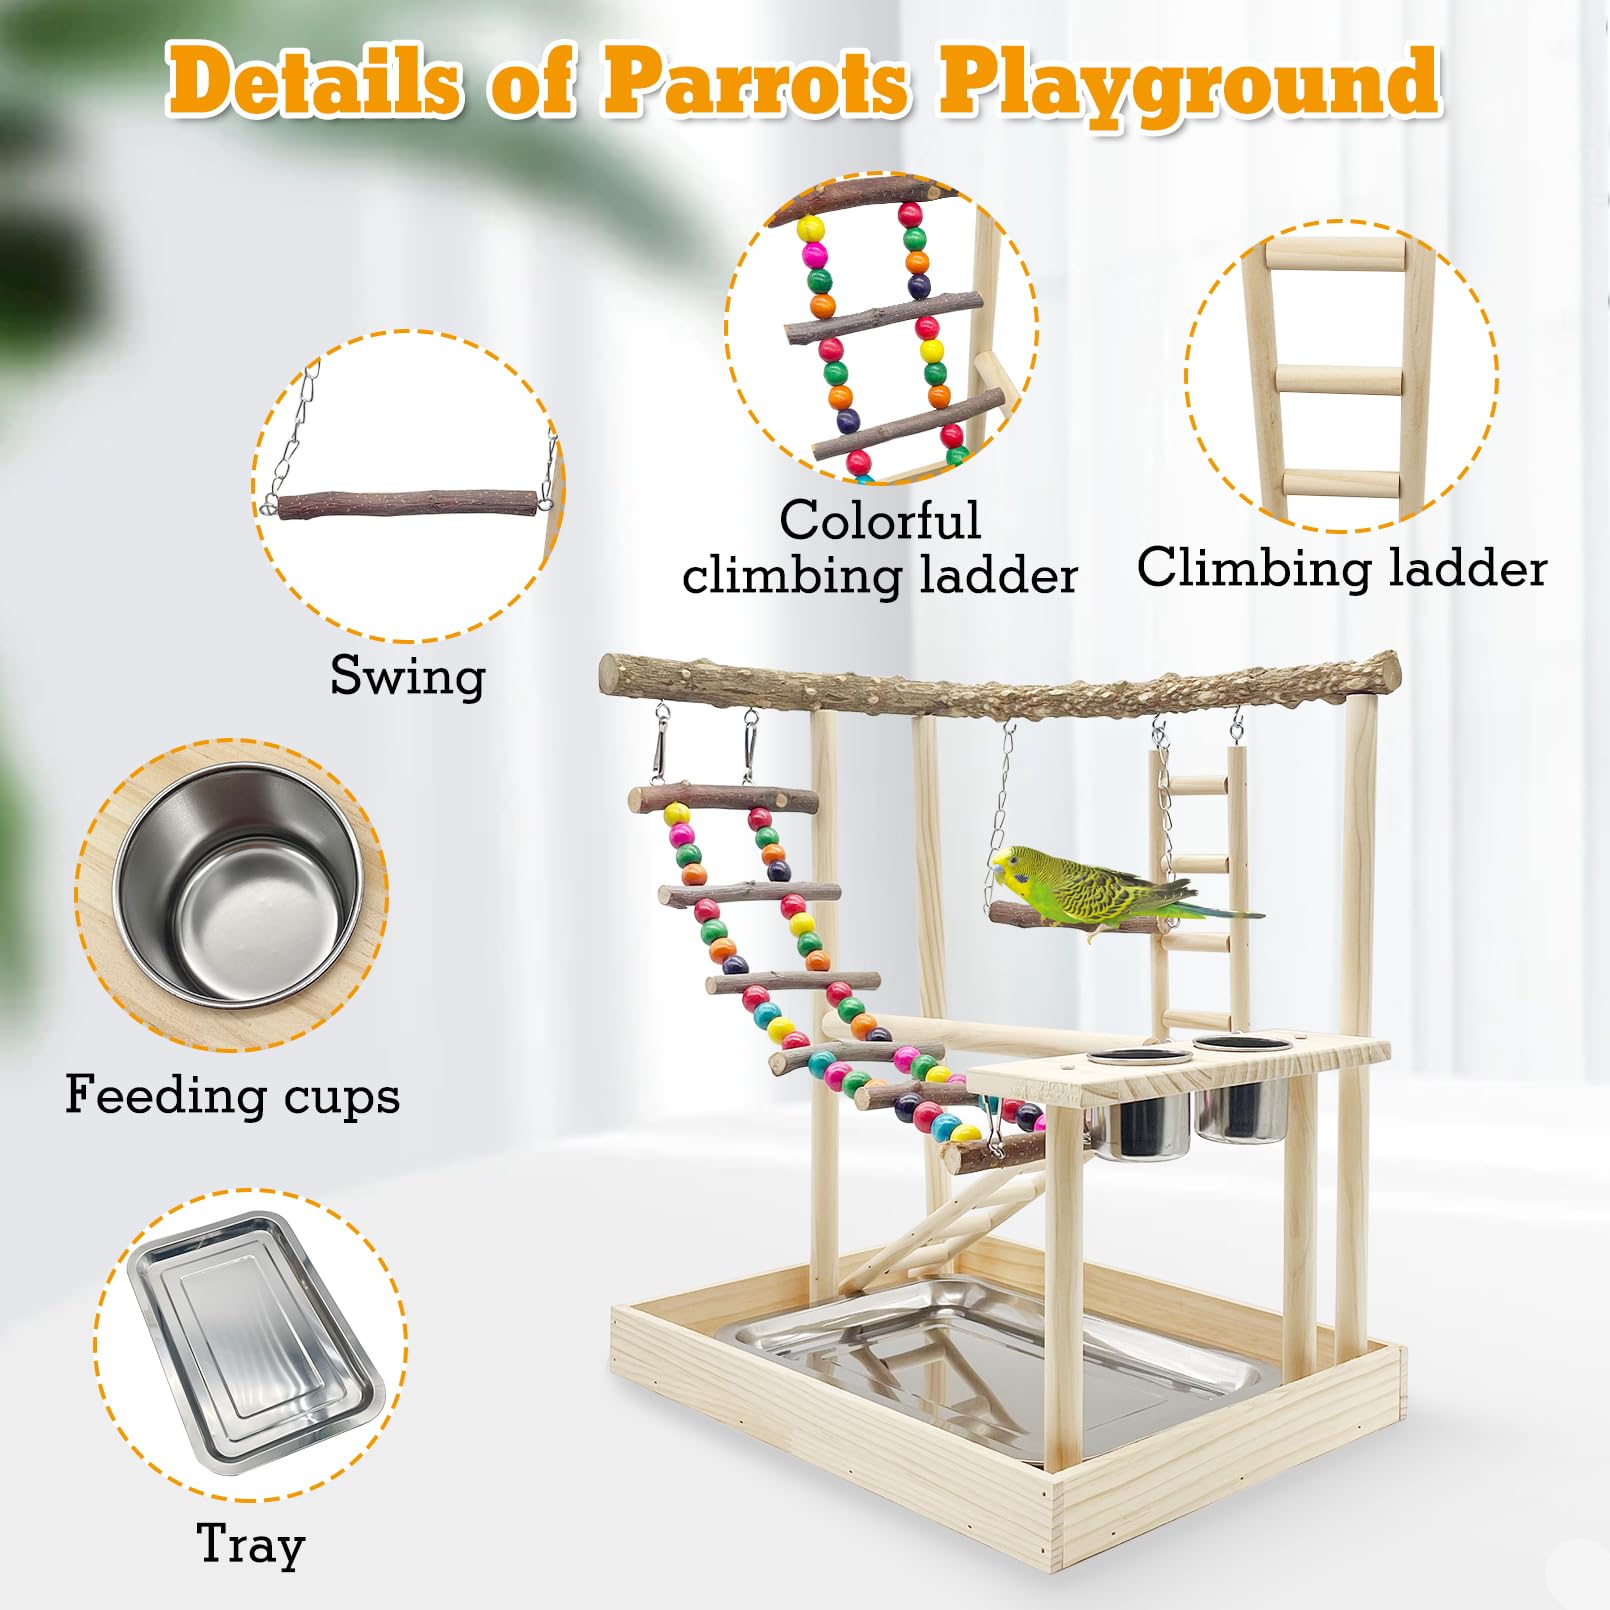 Details of Parrots Playground
Colorful
climbing ladder
Climbing ladder
Swing
Feeding cups
Tray